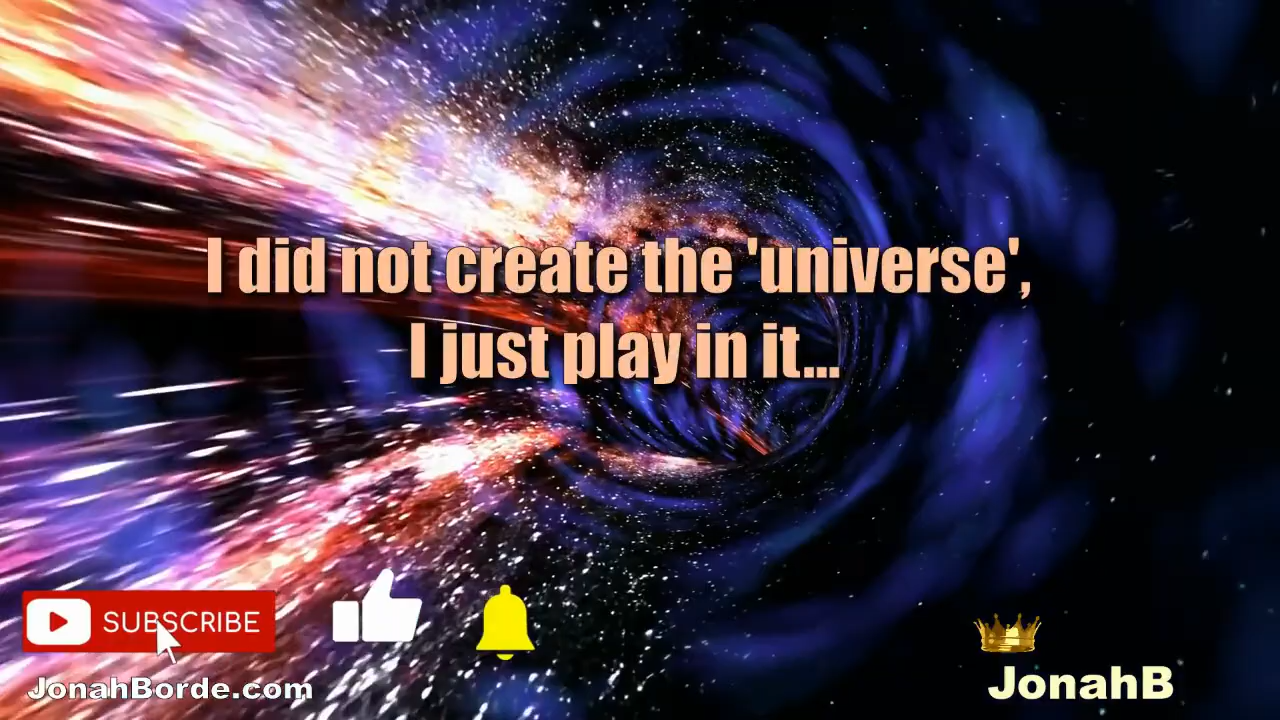 I did not create the 'universe',
I just play in it...
SUBSCRIBE
JonahBorde.com
JonahB